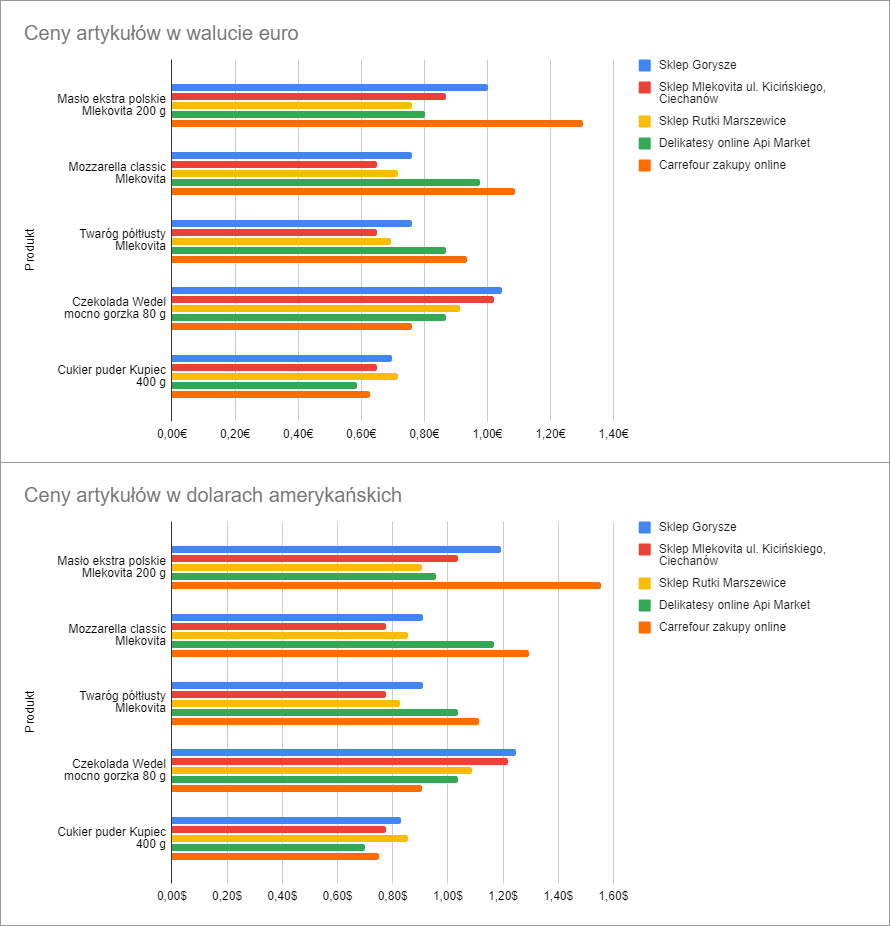 Ceny artykułów w walucie euro
Sklep Gorysze
Sklep Mlekovita ul. Kicińskiego,
Ciechanów
Sklep Rutki Marszewice
Delikatesy online Api Market
Carrefour zakupy online
Produkt
Masło ekstra polskie
Mlekovita 200 g
Mozzarella classic
Mlekovita
Twaróg półtłusty
Mlekovita
Czekolada Wedel
mocno gorzka 80 g
Cukier puder Kupiec
400 g
0,00€ 0,20€ 0,40€ 0,60€ 0,80€ 1,00€ 1,20€ 1,40€
Ceny artykułów w dolarach amerykańskich
Sklep Gorysze
Sklep Mlekovita ul. Kicińskiego,
Ciechanów
Sklep Rutki Marszewice
Delikatesy online Api Market
Carrefour zakupy online
Produkt
Masło ekstra polskie
Mlekovita 200 g
Mozzarella classic
Mlekovita
Twaróg półtłusty
Mlekovita
Czekolada Wedel
mocno gorzka 80 g
Cukier puder Kupiec
400 g
0,00$ 0,20$ 0,40$ 0,60$ 0,80$ 1,00$ 1,20$ 1,40$ 1,60$